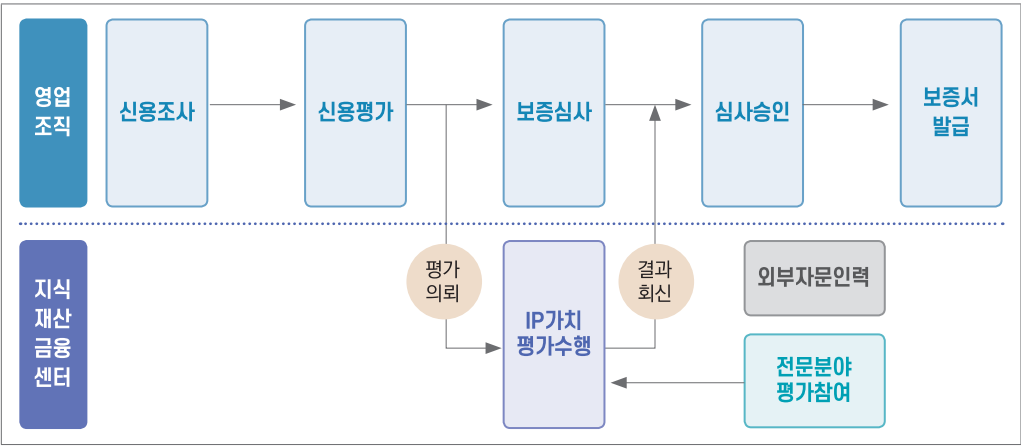 영업
조직
신용조사
신용평가
보증심사
심사승인
보증서
발급
지식
재산
금융
센터
평가
의뢰
IP가치
평가수행
결과
회신
외부자문인력
전문분야
평가참여